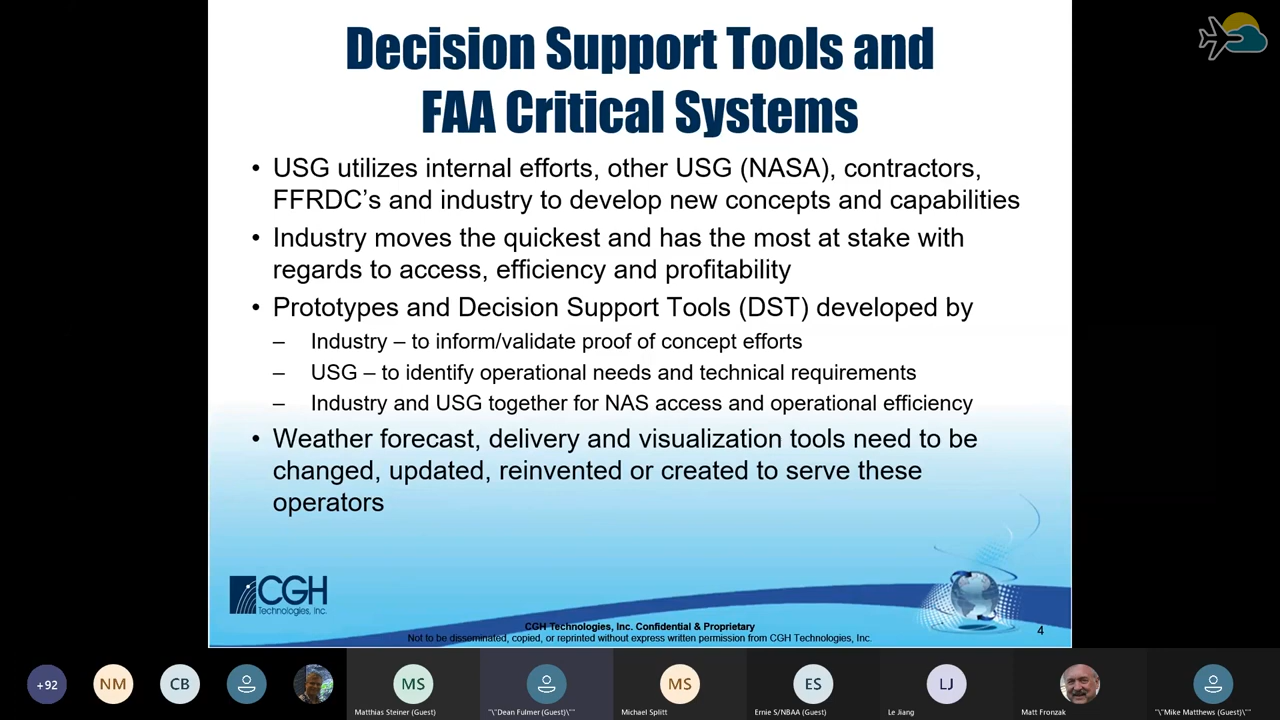 Decision Support Tools and
FAA Critical Systems
• USG utilizes internal efforts, other USG (NASA), contractors,
FFRDC’s and industry to develop new concepts and capabilities
• Industry moves the quickest and has the most at stake with
regards to access, efficiency and profitability
• Prototypes and Decision Support Tools (DST) developed by
– Industry – to inform/validate proof of concept efforts
– USG – to identify operational needs and technical requirements
– Industry and USG together for NAS access and operational efficiency
• Weather forecast, delivery and visualization tools need to be
changed, updated, reinvented or created to serve these
operators
CGH
Technologies, Inc.
CGH Technologies, Inc. Confidential & Proprietary
Not to be disseminated, copied, or reprinted without express written permission from CGH Technologies, Inc.
4
+92 NM CB MS MS ES LJ
Matthias Steiner (Guest) "\"Dean Fulmer (Guest)\"" Michael Splitt Ernie S/NBAA (Guest) Le Jiang Matt Fronzak "\"Mike Matthews (Guest)\""